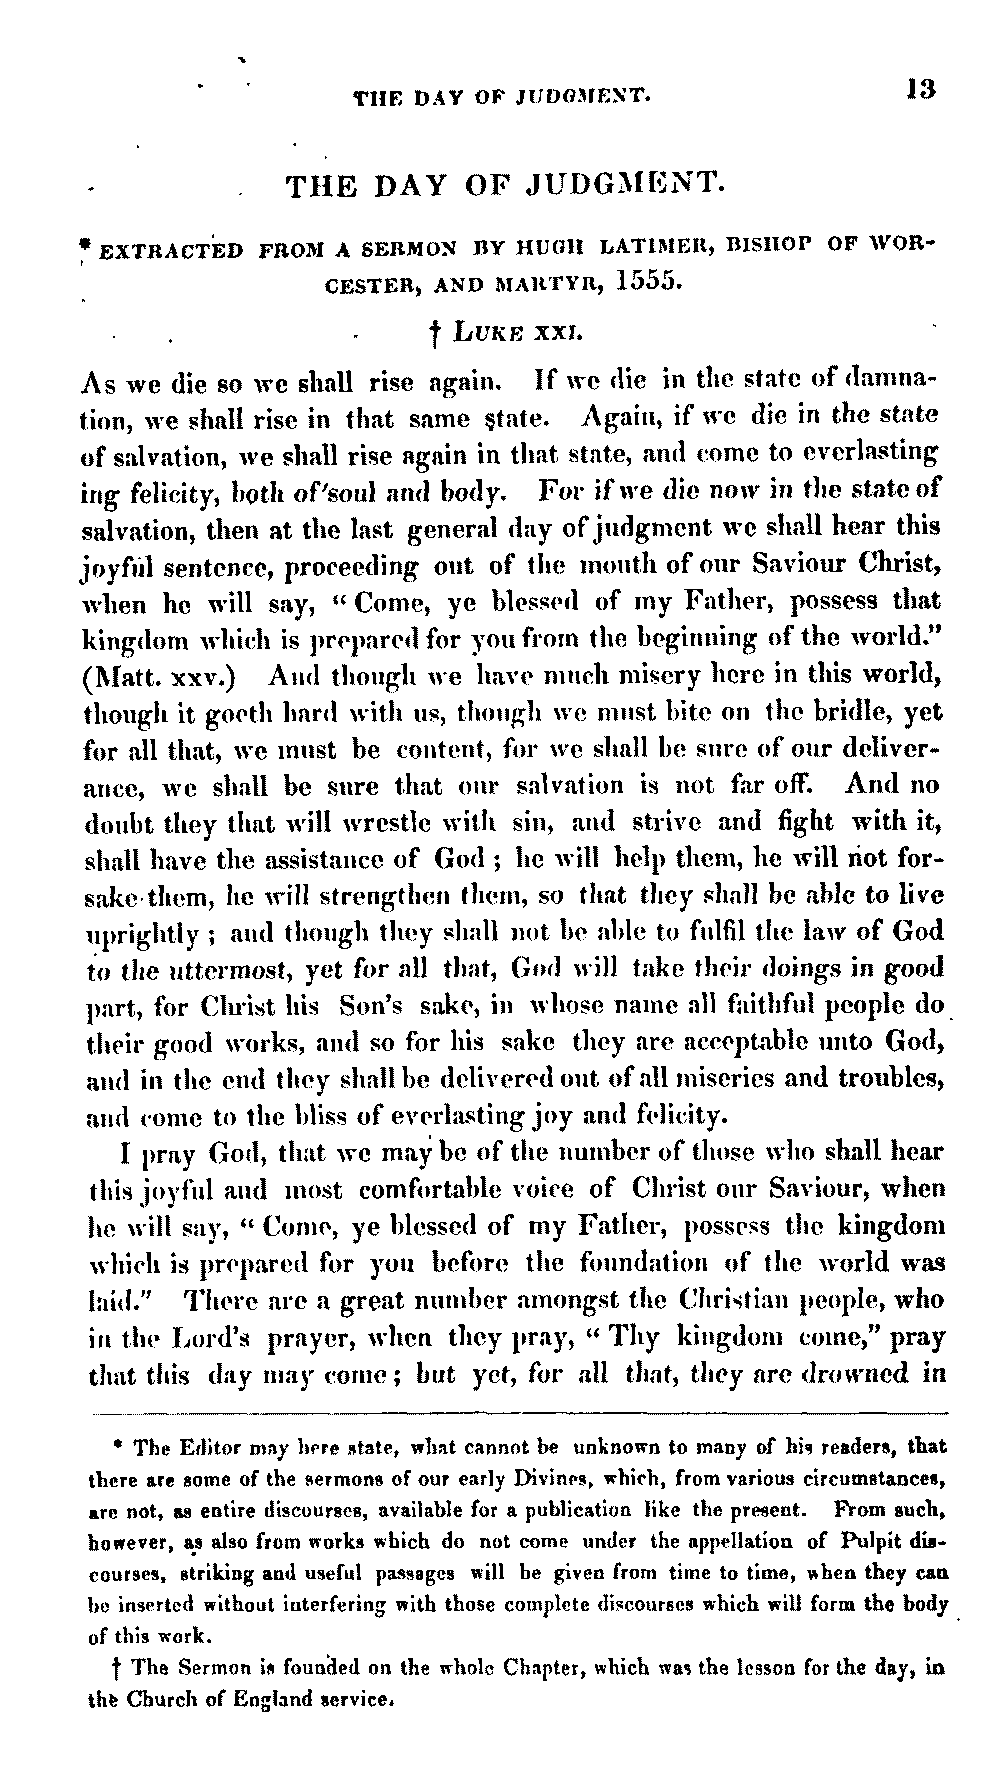 THE DAY OF JUDGMENT. 13
THE DAY OF JUDGMENT.
* EXTRACTED FROM A SERMON BY HUGH LATIMER, BISHOP OF WOR-
CESTER, AND MARTYR, 1555.
† LUKE XXI.
As we die so we shall rise again. If we die in the state of damna-
tion, we shall rise in that same state. Again, if we die in the state
of salvation, we shall rise again in that state, and come to everlasting
ing felicity, both of soul and body. For if we die now in the state of
salvation, then at the last general day of judgment we shall hear this
joyful sentence, proceeding out of the mouth of our Saviour Christ,
when he will say, “Come, ye blessed of my Father, possess that
kingdom which is prepared for you from the beginning of the world.”
(Matt. xxv.) And though we have much misery here in this world,
though it goeth hard with us, though we must bite on the bridle, yet
for all that, we must be content, for we shall be sure of our deliver-
ance, we shall be sure that our salvation is not far off. And no
doubt they that will wrestle with sin, and strive and fight with it,
shall have the assistance of God ; he will help them, he will not for-
sake them, he will strengthen them, so that they shall be able to live
uprightly ; and though they shall not be able to fulfil the law of God
to the uttermost, yet for all that, God will take their doings in good
part, for Christ his Son's sake, in whose name all faithful people do
their good works, and so for his sake they are acceptable unto God,
and in the end they shall be delivered out of all miseries and troubles,
and come to the bliss of everlasting joy and felicity.
I pray God, that we may be of the number of those who shall hear
this joyful and most comfortable voice of Christ our Saviour, when
he will say, “Come, ye blessed of my Father, possess the kingdom
which is prepared for you before the foundation of the world was
laid.” There are a great number amongst the Christian people, who
in the Lord's prayer, when they pray, “Thy kingdom come,” pray
that this day may come ; but yet, for all that, they are drowned in
* The Editor may here state, what cannot be unknown to many of his readers, that
there are some of the sermons of our early Divines, which, from various circumstances,
are not, as entire discourses, available for a publication like the present. From such,
however, as also from works which do not come under the appellation of Pulpit dis-
courses, striking and useful passages will be given from time to time, when they can
be inserted without interfering with those complete discourses which will form the body
of this work.
† The Sermon is founded on the whole Chapter, which was the lesson for the day, in
the Church of England service.